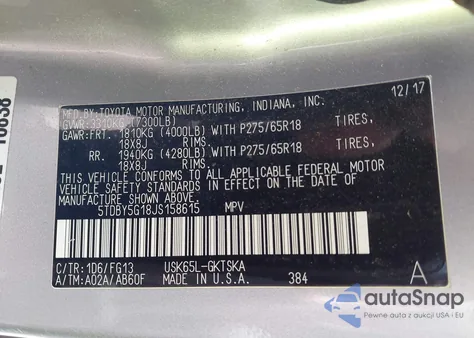 MFD.BY:TOYOTA MOTOR MANUFACTURING, INDIANA, INC. 12/17
GVWR:3310KG (7300LB)
GAWR:FRT. 1810KG (4000LB) WITH P275/65R18 TIRES,
18X8J RIMS,
RR. 1940KG (4280LB) WITH P275/65R18 TIRES,
18X8J RIMS.
THIS VEHICLE CONFORMS TO ALL APPLICABLE FEDERAL MOTOR
VEHICLE SAFETY STANDARDS IN EFFECT ON THE DATE OF
MANUFACTURE SHOWN ABOVE.
5TDBY5G18JS158615 MPV
C/TR:1D6/FG13 USK65L-GKTSKA A
A/TM:A02A/AB60F MADE IN U.S.A. 384
autoSnap
Pewne auta z aukcji w USA